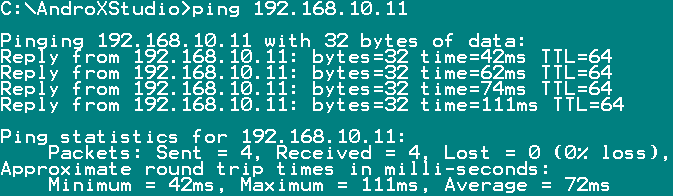 C:\AndroXStudio>ping 192.168.10.11
Pinging 192.168.10.11 with 32 bytes of data:
Reply from 192.168.10.11: bytes=32 time=42ms TTL=64
Reply from 192.168.10.11: bytes=32 time=62ms TTL=64
Reply from 192.168.10.11: bytes=32 time=74ms TTL=64
Reply from 192.168.10.11: bytes=32 time=111ms TTL=64
Ping statistics for 192.168.10.11:
    Packets: Sent = 4, Received = 4, Lost = 0 (0% loss),
Approximate round trip times in milli-seconds:
    Minimum = 42ms, Maximum = 111ms, Average = 72ms